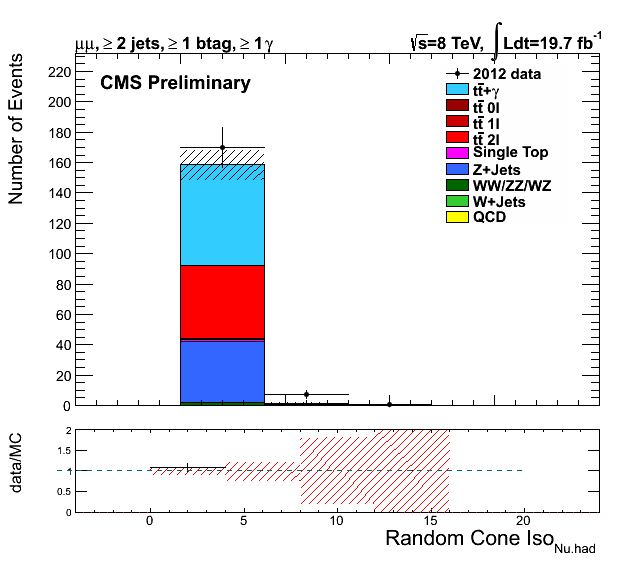 μμ, ≥ 2 jets, ≥ 1 btag, ≥ 1 γ
√s=8 TeV, ∫ Ldt=19.7 fb⁻¹
CMS Preliminary
2012 data
tt̄+γ
tt̄ 0l
tt̄ 1l
tt̄ 2l
Single Top
Z+Jets
WW/ZZ/WZ
W+Jets
QCD
Number of Events
220
200
180
160
140
120
100
80
60
40
20
0
data/MC
2
1.5
1
0.5
0
0 5 10 15 20
Random Cone Iso Nu.had